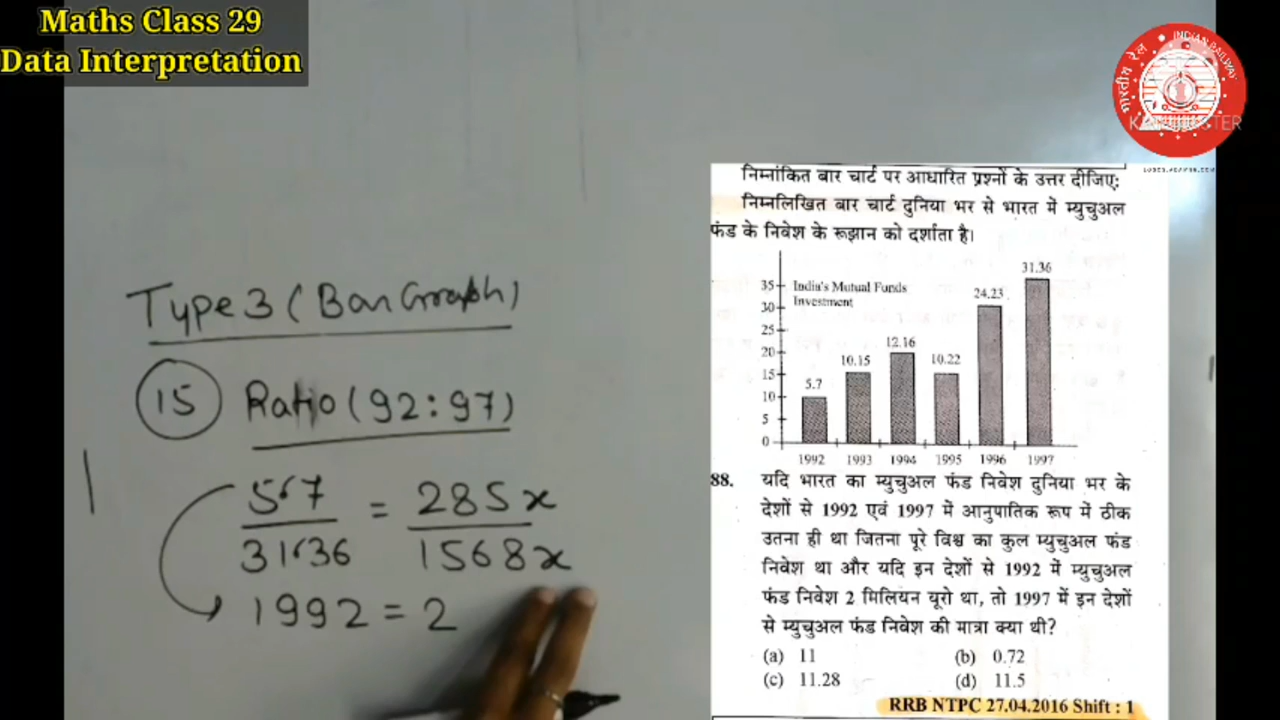 Maths Class 29
Data Interpretation
भारतीय रेल
INDIAN RAILWAY
Type 3 (Bar Graph)
15 Ratio (92:97)
5.7 = 285x
31.36 1568x
1992 = 2
निम्नांकित बार चार्ट पर आधारित प्रश्नों के उत्तर दीजिए:
निम्नलिखित बार चार्ट दुनिया भर से भारत में म्युचुअल
फंड के निवेश के रूझान को दर्शाता है।
India's Mutual Funds
Investment
35
30
25
20
15
10
5
0
5.7
10.15
12.16
10.22
24.23
31.36
1992 1993 1994 1995 1996 1997
88. यदि भारत का म्युचुअल फंड निवेश दुनिया भर के
देशों से 1992 एवं 1997 में आनुपातिक रूप में ठीक
उतना ही था जितना पूरे विश्व का कुल म्युचुअल फंड
निवेश था और यदि इन देशों से 1992 में म्युचुअल
फंड निवेश 2 मिलियन यूरो था, तो 1997 में इन देशों
से म्युचुअल फंड निवेश की मात्रा क्या थी?
(a) 11 (b) 0.72
(c) 11.28 (d) 11.5
RRB NTPC 27.04.2016 Shift : 1